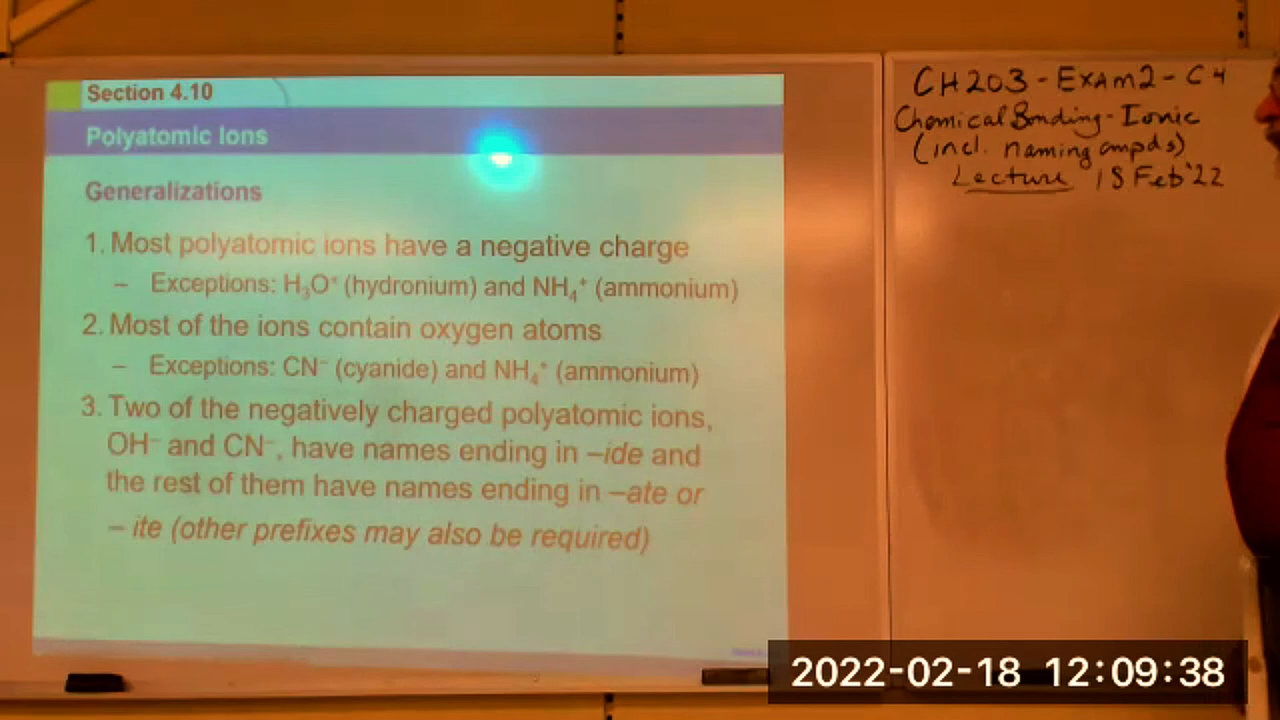 Section 4.10
Polyatomic Ions
Generalizations
1. Most polyatomic ions have a negative charge
– Exceptions: H₃O⁺ (hydronium) and NH₄⁺ (ammonium)
2. Most of the ions contain oxygen atoms
– Exceptions: CN⁻ (cyanide) and NH₄⁺ (ammonium)
3. Two of the negatively charged polyatomic ions,
OH⁻ and CN⁻, have names ending in –ide and
the rest of them have names ending in –ate or
– ite (other prefixes may also be required)
CH203 - EXAM2 - C4
Chemical Bonding - Ionic
(incl. naming cmpds)
Lecture 18 Feb '22
2022-02-18 12:09:38